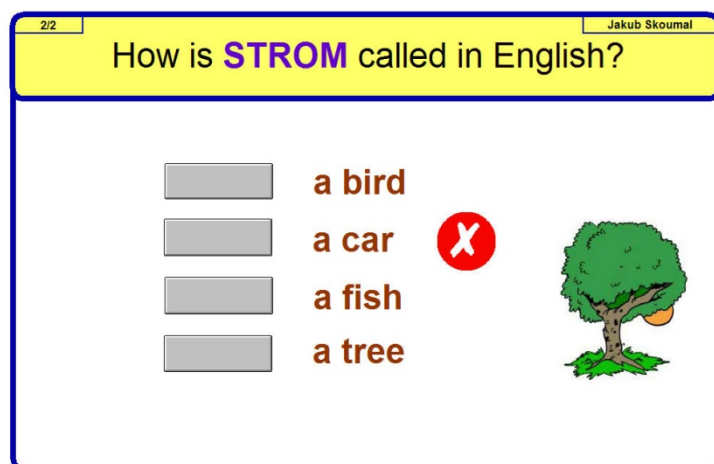 2/2
Jakub Skoumal
How is STROM called in English?
a bird
a car
a fish
a tree